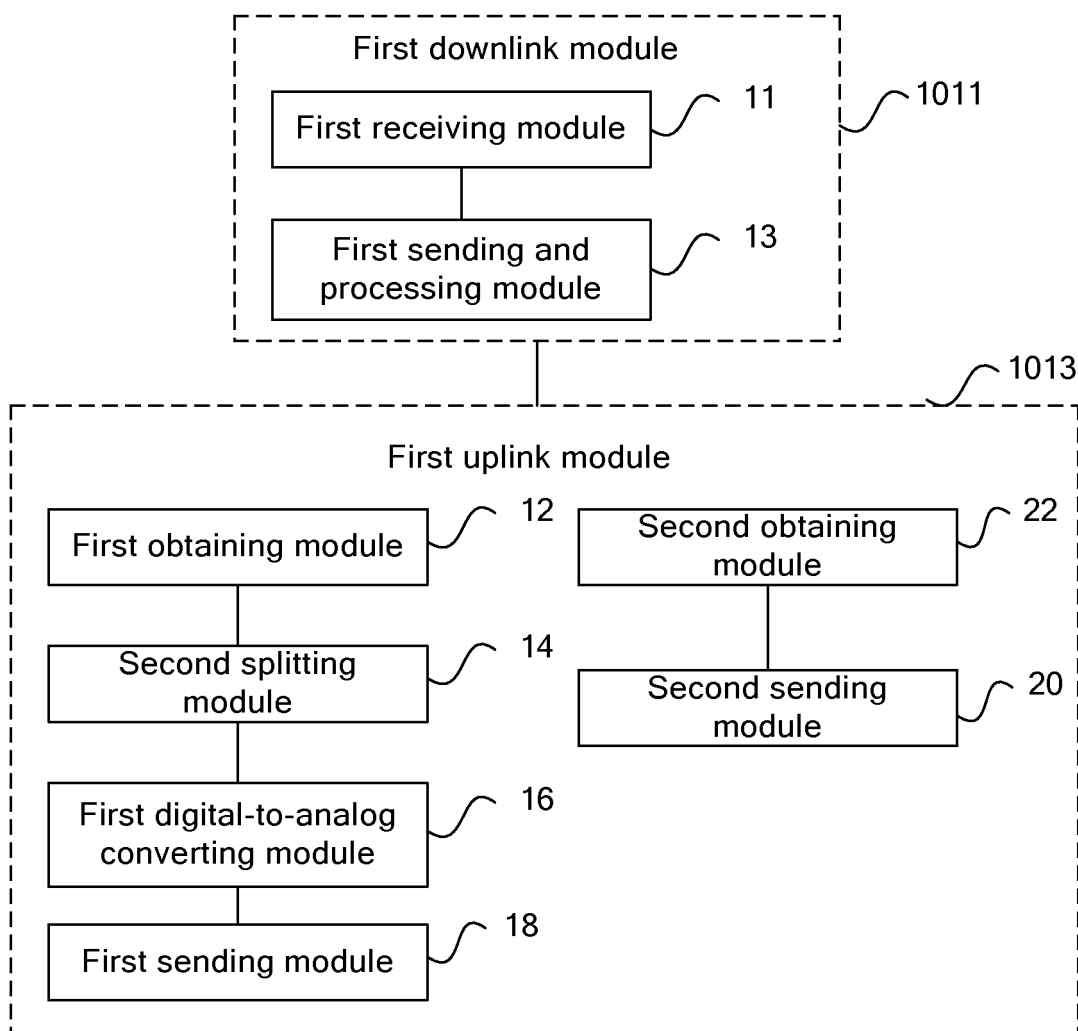 First downlink module
First receiving module
11
1011
First sending and
processing module
13
1013
First uplink module
First obtaining module
12
Second obtaining
module
22
Second splitting
module
14
Second sending
module
20
First digital-to-analog
converting module
16
First sending module
18